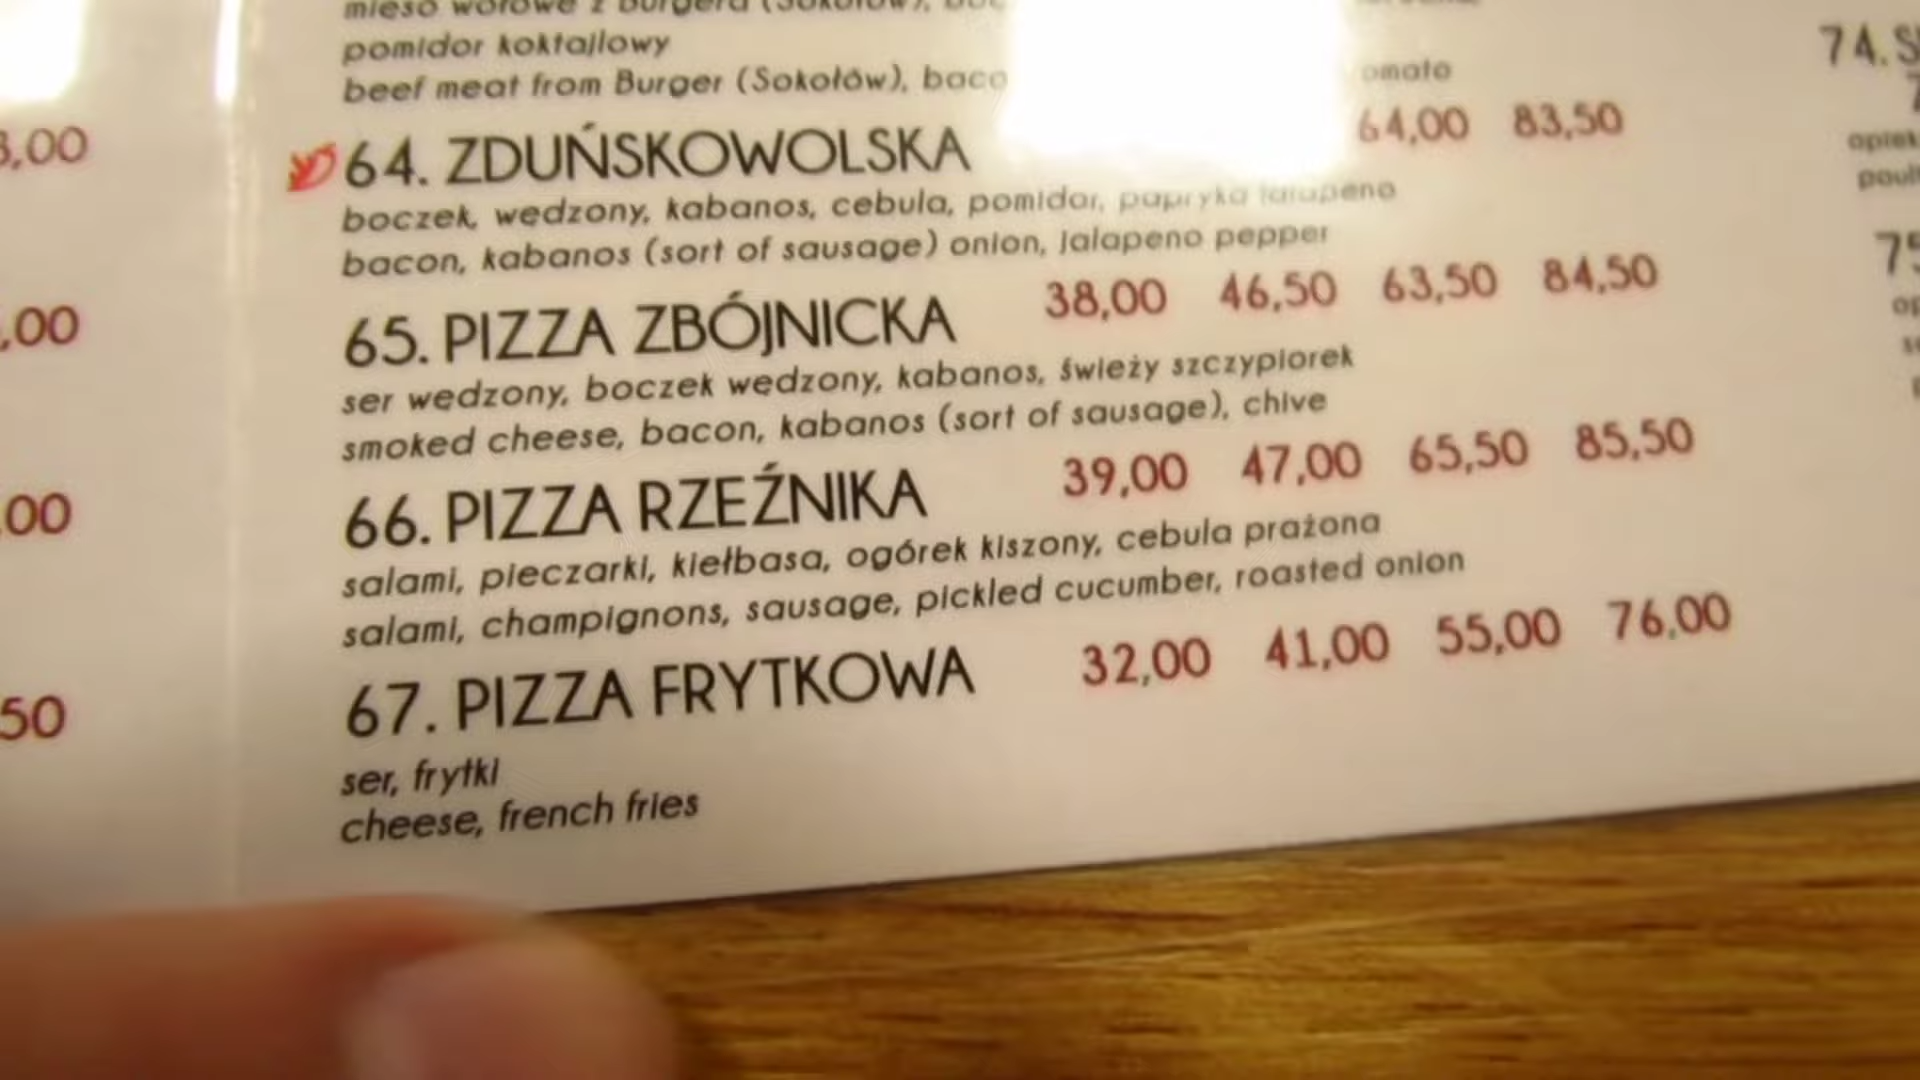 pomidor koktajlowy
beef meat from Burger (Sokołów), omato
64. ZDUŃSKOWOLSKA 64,00 83,50
boczek, wędzony, kabanos, cebula, pomidor, papryka jalapeno
bacon, kabanos (sort of sausage) onion, jalapeno pepper
65. PIZZA ZBÓJNICKA 38,00 46,50 63,50 84,50
ser wędzony, boczek wędzony, kabanos, świeży szczypiorek
smoked cheese, bacon, kabanos (sort of sausage), chive
66. PIZZA RZEŹNIKA 39,00 47,00 65,50 85,50
salami, pieczarki, kiełbasa, ogórek kiszony, cebula prażona
salami, champignons, sausage, pickled cucumber, roasted onion
67. PIZZA FRYTKOWA 32,00 41,00 55,00 76,00
ser, frytki
cheese, french fries
,00
00
50
74.